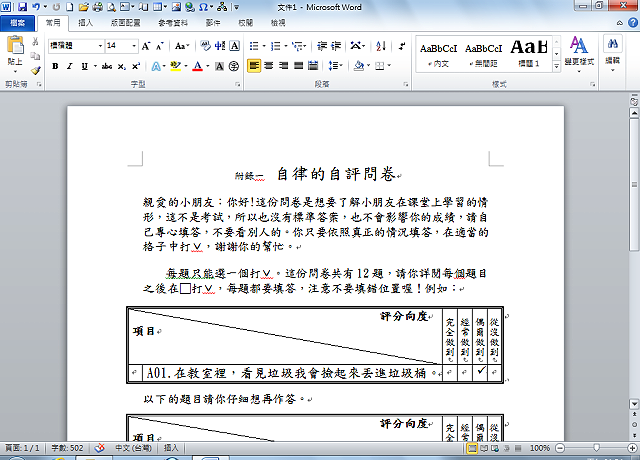 文件1 - Microsoft Word
檔案 常用 插入 版面配置 參考資料 郵件 校閱 檢視
標楷體 14
AaBbCcI AaBbCcI AaB
貼上 內文 無間距 標題 1 變更樣式 編輯
剪貼簿 字型 段落 樣式
附錄一 自律的自評問卷
親愛的小朋友：你好!這份問卷是想要了解小朋友在課堂上學習的情
形，這不是考試，所以也沒有標準答案，也不會影響你的成績，請自
己專心填答，不要看別人的。你只要依照真正的情況填答，在適當的
格子中打ˇ，謝謝你的幫忙。
每題只能選一個打ˇ。這份問卷共有 12 題，請你詳閱每個題目
之後在□打ˇ，每題都要填答，注意不要填錯位置喔！例如：
評分向度
項目
完全做到
經常做到
偶爾做到
從沒做到
A01.在教室裡，看見垃圾我會撿起來丟進垃圾桶。 ✓
以下的題目請你仔細想再作答。
評分向度
項目
完全
經常
偶爾
從沒
頁面: 1 / 1 字數: 502 中文 (台灣) 插入 100%